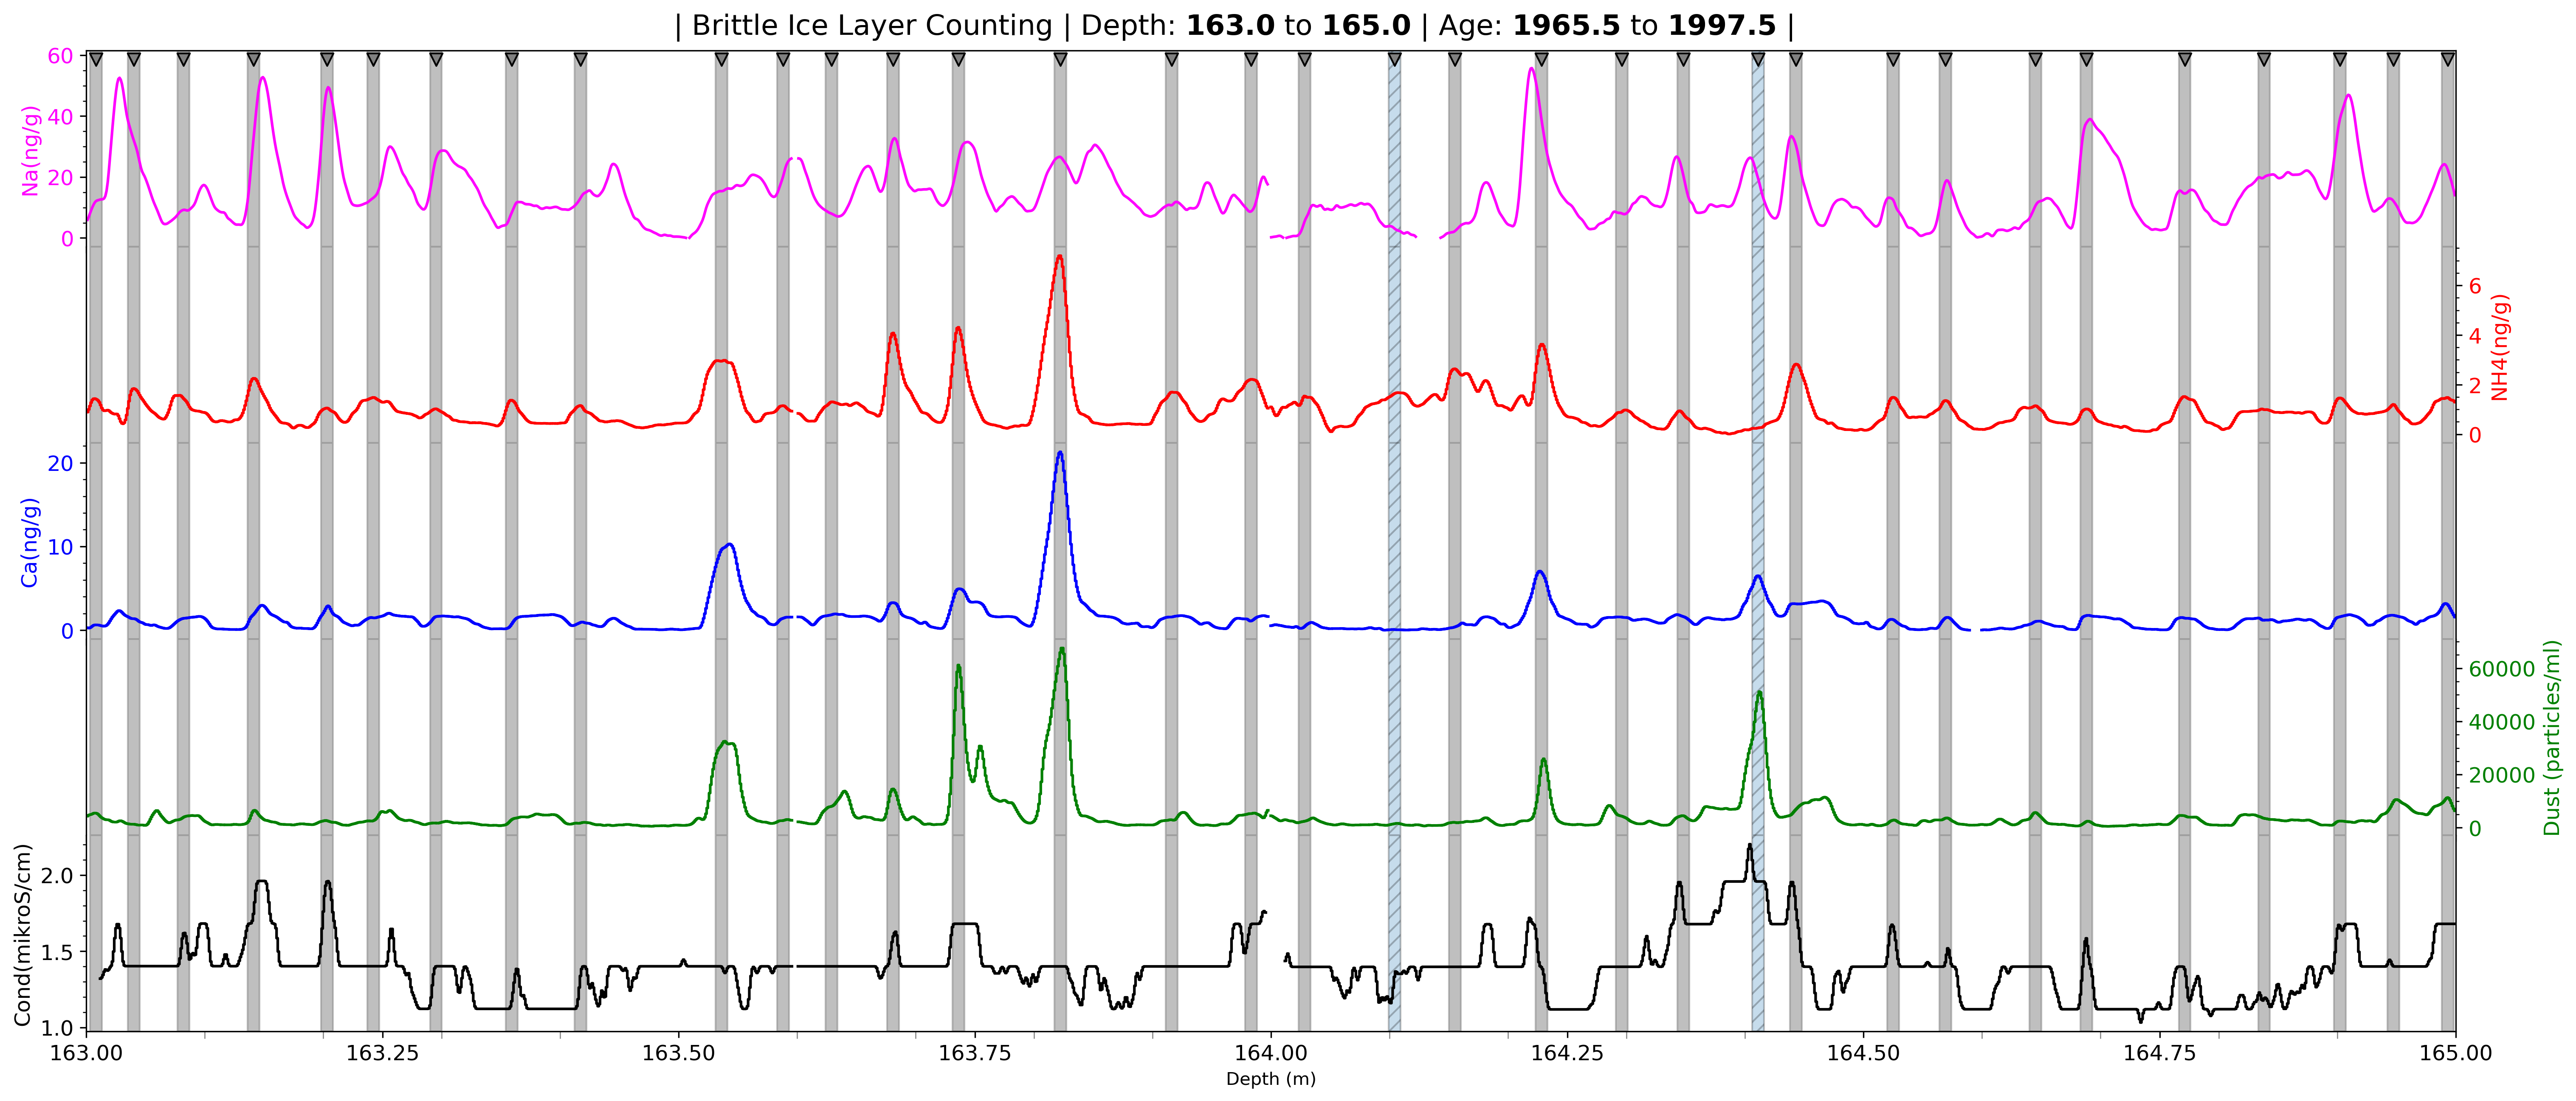 | Brittle Ice Layer Counting | Depth: 163.0 to 165.0 | Age: 1965.5 to 1997.5 |
Na(ng/g)
60
40
20
0
NH4(ng/g)
6
4
2
0
Ca(ng/g)
20
10
0
Dust (particles/ml)
60000
40000
20000
0
Cond(mikroS/cm)
2.0
1.5
1.0
163.00 163.25 163.50 163.75 164.00 164.25 164.50 164.75 165.00
Depth (m)